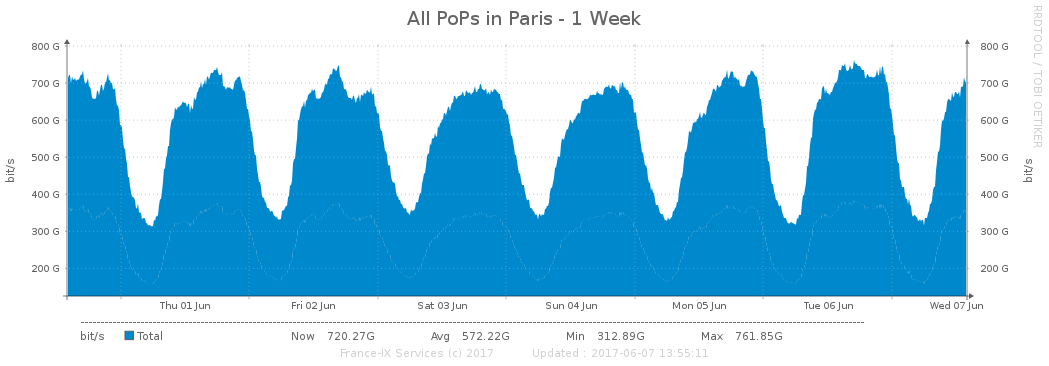 All PoPs in Paris - 1 Week
RRDTOOL / TOBI OETIKER
bit/s
800 G
700 G
600 G
500 G
400 G
300 G
200 G
800 G
700 G
600 G
500 G
400 G
300 G
200 G
bit/s
Thu 01 Jun Fri 02 Jun Sat 03 Jun Sun 04 Jun Mon 05 Jun Tue 06 Jun Wed 07 Jun
bit/s Total Now 720.27G Avg 572.22G Min 312.89G Max 761.85G
France-IX Services (c) 2017 Updated : 2017-06-07 13:55:11